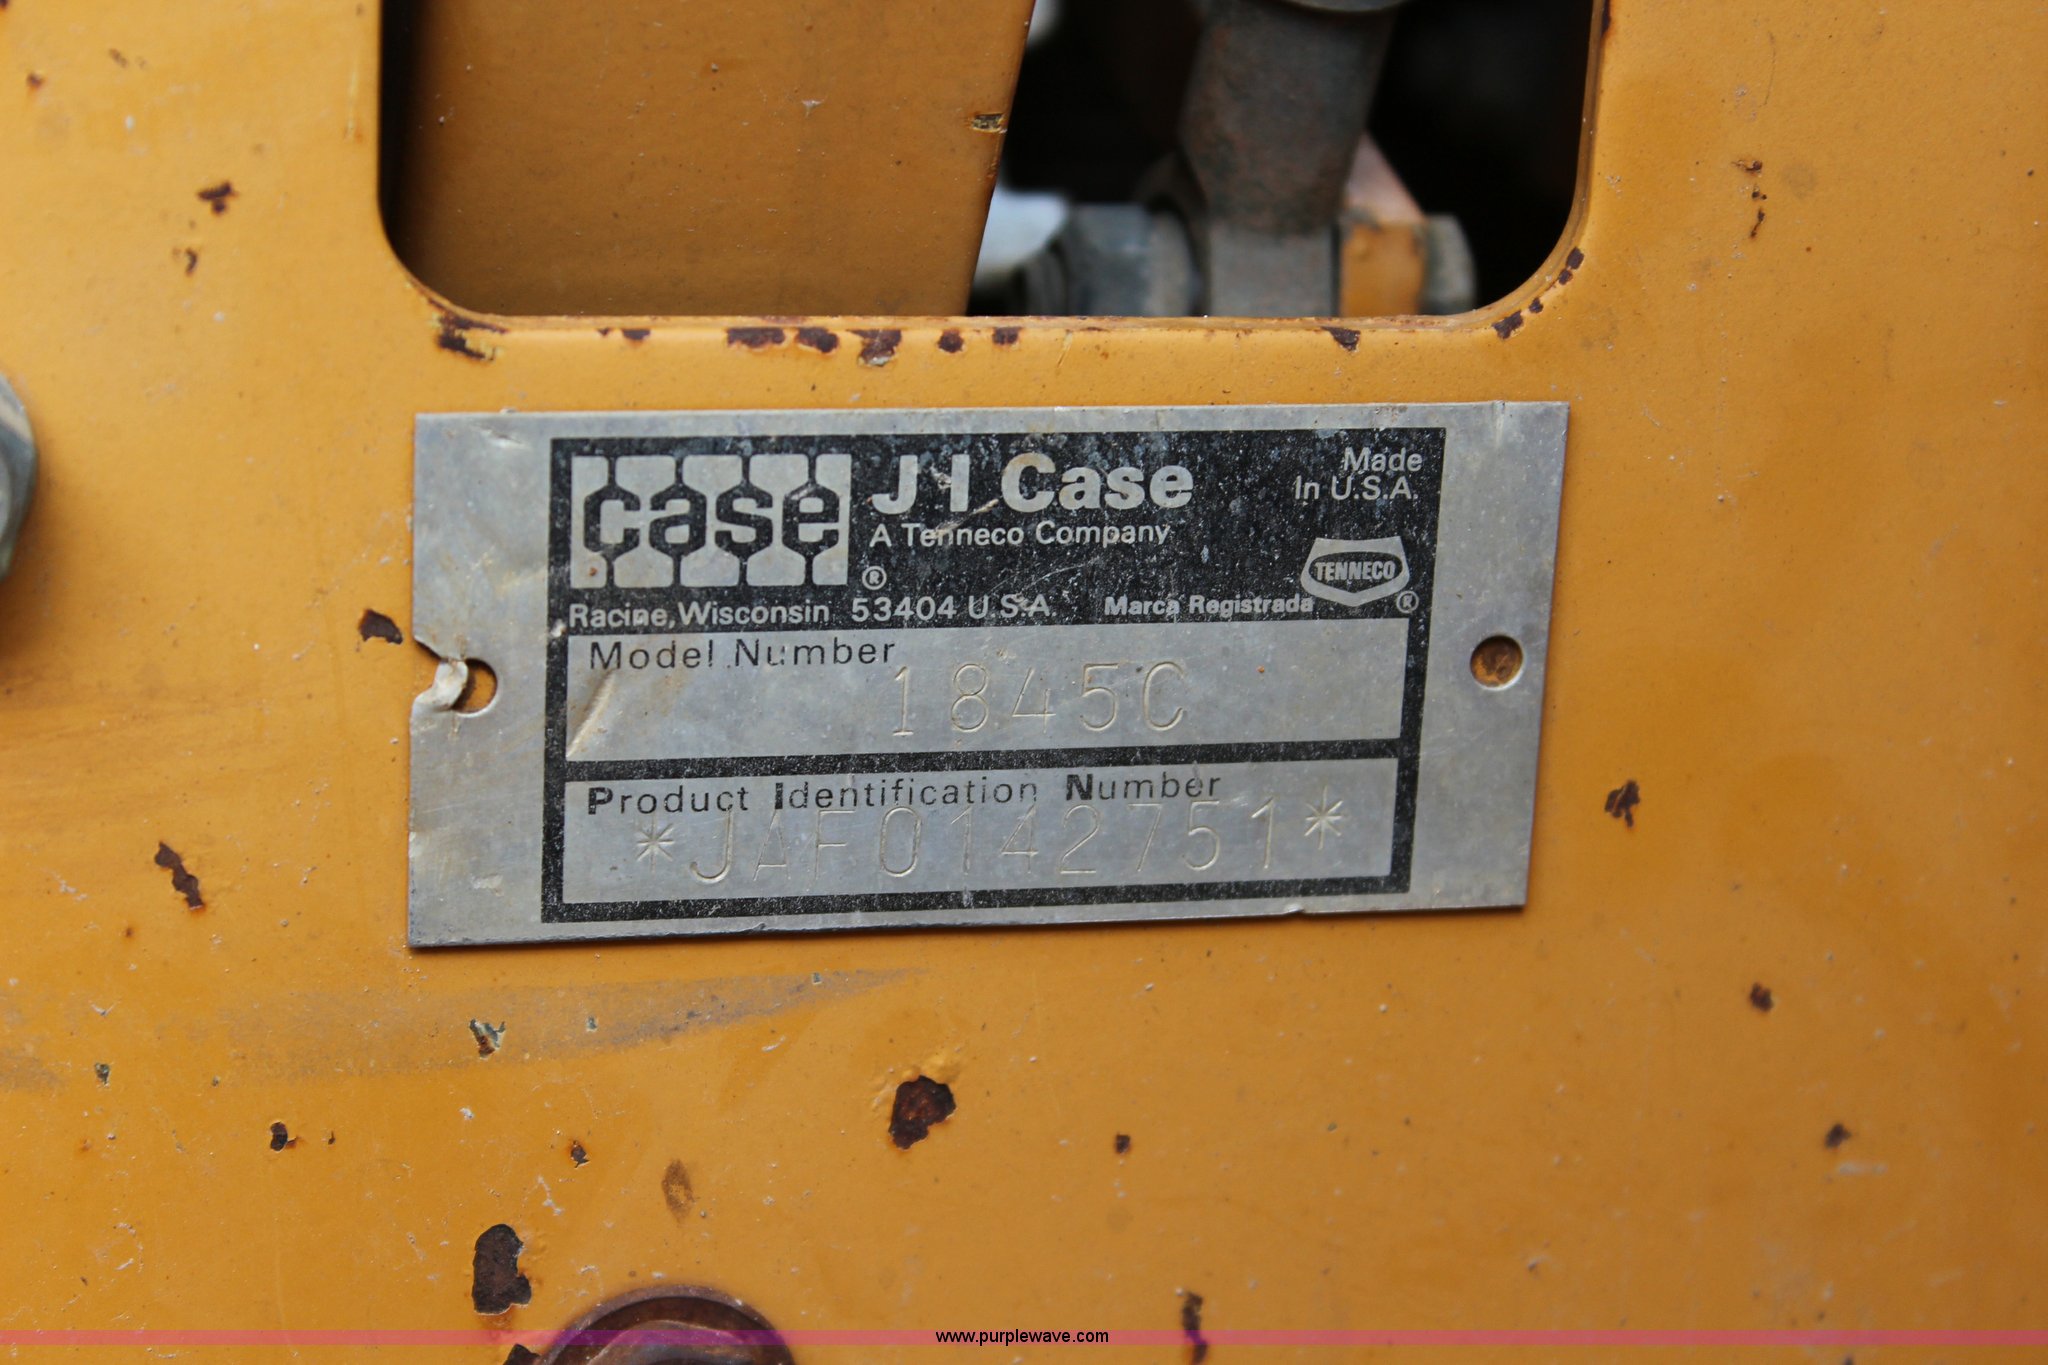 case
®
J I Case
A Tenneco Company
Made
In U.S.A.
TENNECO
®
Racine, Wisconsin 53404 U.S.A.
Marca Registrada
Model Number
1845C
Product Identification Number
*JAF0142751*
www.purplewave.com